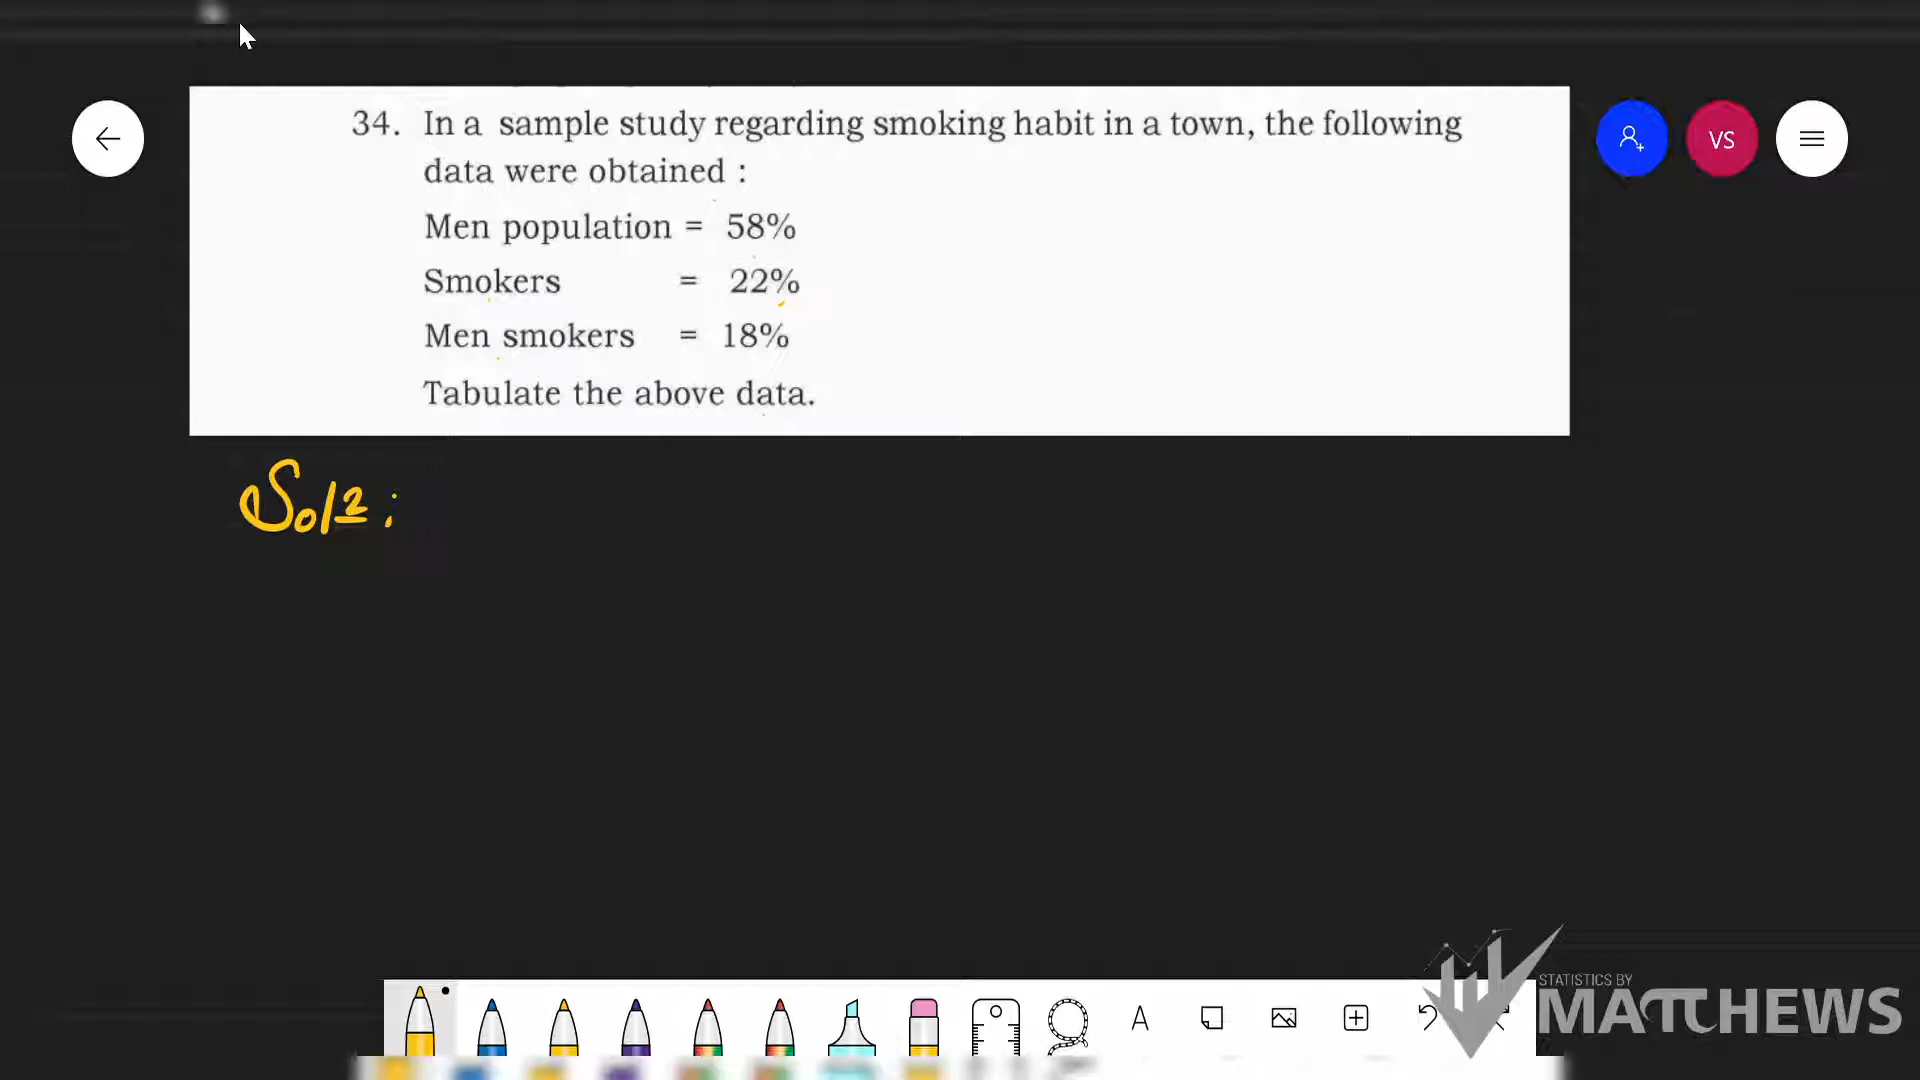 34. In a sample study regarding smoking habit in a town, the following
data were obtained :
Men population = 58%
Smokers = 22%
Men smokers = 18%
Tabulate the above data.
VS
Soln :
A
STATISTICS BY
MATTHEWS